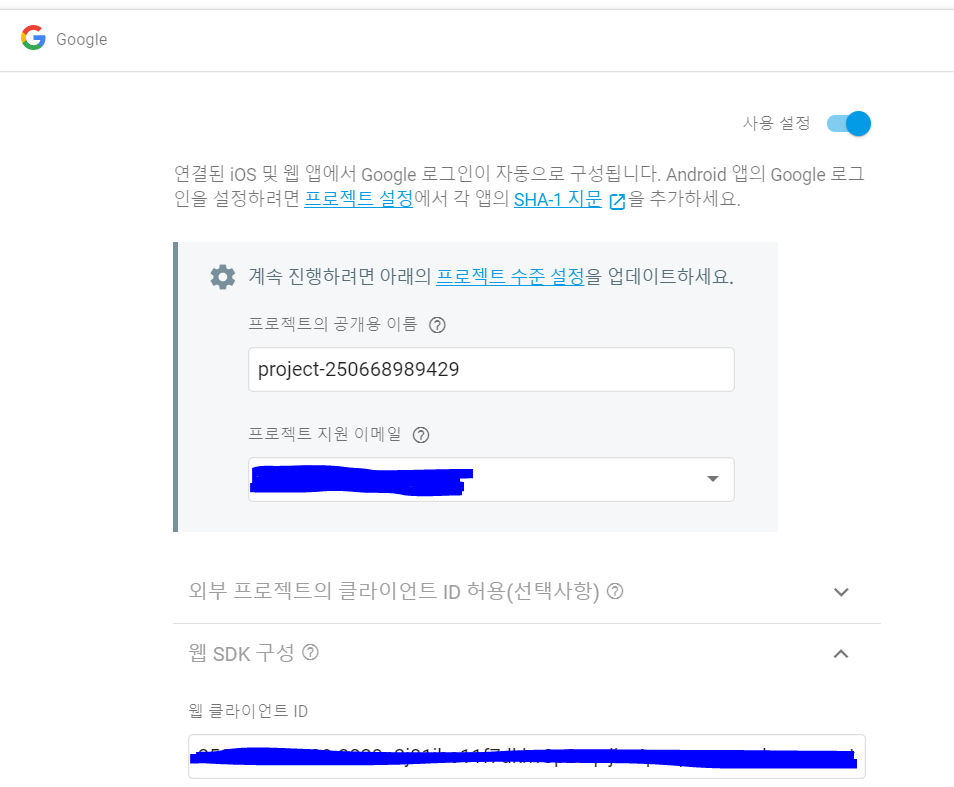 Google
사용 설정
연결된 iOS 및 웹 앱에서 Google 로그인이 자동으로 구성됩니다. Android 앱의 Google 로그
인을 설정하려면 프로젝트 설정에서 각 앱의 SHA-1 지문 을 추가하세요.
계속 진행하려면 아래의 프로젝트 수준 설정을 업데이트하세요.
프로젝트의 공개용 이름
project-250668989429
프로젝트 지원 이메일
외부 프로젝트의 클라이언트 ID 허용(선택사항)
웹 SDK 구성
웹 클라이언트 ID